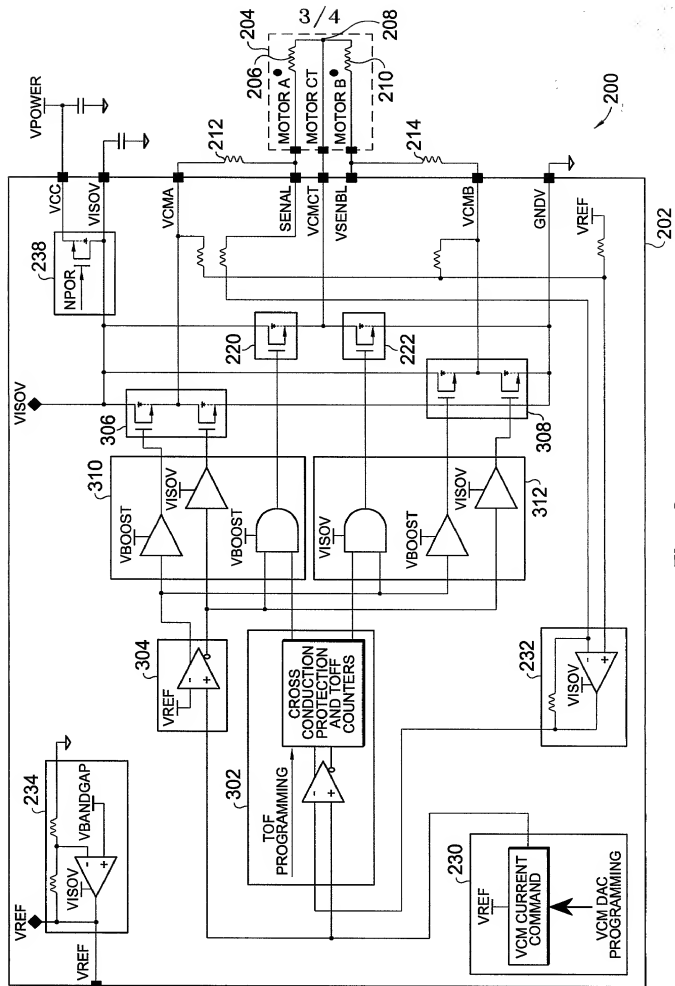 3/4
204
206
208
210
MOTOR A
MOTOR CT
MOTOR B
200
VPOWER
212
214
VCC
VISOV
VCMA
SENAL
VCMCT
VSENBL
VCMB
GNDV
202
238
NPOR
VREF
220
222
VISOV
306
308
310
VBOOST
VISOV
VBOOST
VISOV
VBOOST
VISOV
312
304
VREF
302
TOF
PROGRAMMING
CROSS
CONDUCTION
PROTECTION
AND TOFF
COUNTERS
232
VISOV
234
VBANDGAP
VISOV
VREF
VREF
230
VREF
VCM CURRENT
COMMAND
VCM DAC
PROGRAMMING